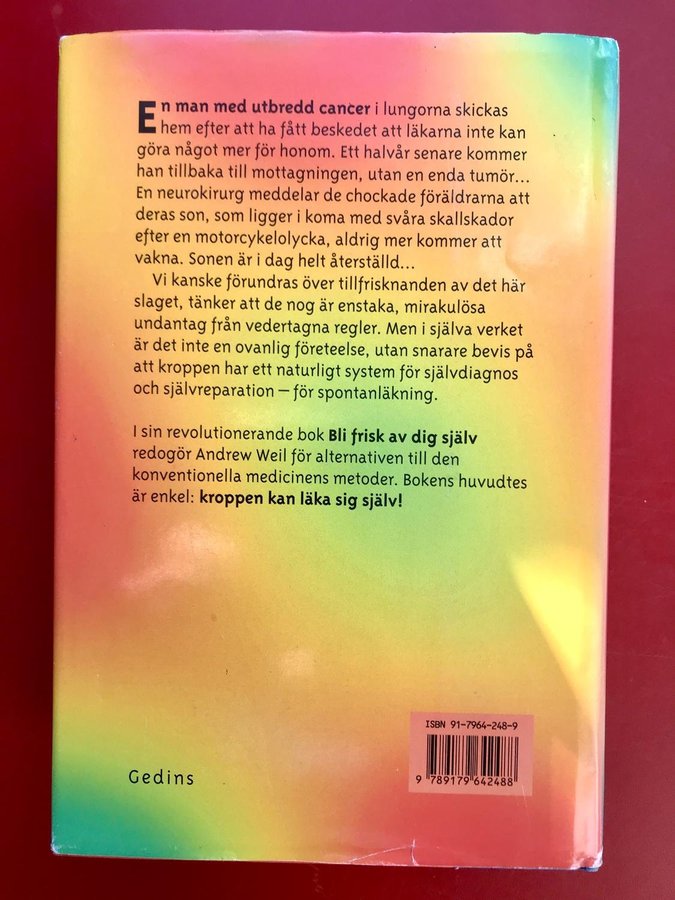 En man med utbredd cancer i lungorna skickas
hem efter att ha fått beskedet att läkarna inte kan
göra något mer för honom. Ett halvår senare kommer
han tillbaka till mottagningen, utan en enda tumör...
En neurokirurg meddelar de chockade föräldrarna att
deras son, som ligger i koma med svåra skallskador
efter en motorcykelolycka, aldrig mer kommer att
vakna. Sonen är i dag helt återställd...
Vi kanske förundras över tillfrisknanden av det här
slaget, tänker att de nog är enstaka, mirakulösa
undantag från vedertagna regler. Men i själva verket
är det inte en ovanlig företeelse, utan snarare bevis på
att kroppen har ett naturligt system för självdiagnos
och självreparation – för spontanläkning.
I sin revolutionerande bok Bli frisk av dig själv
redogör Andrew Weil för alternativen till den
konventionella medicinens metoder. Bokens huvudtes
är enkel: kroppen kan läka sig själv!
ISBN 91-7964-248-9
9 789179 642488
Gedins